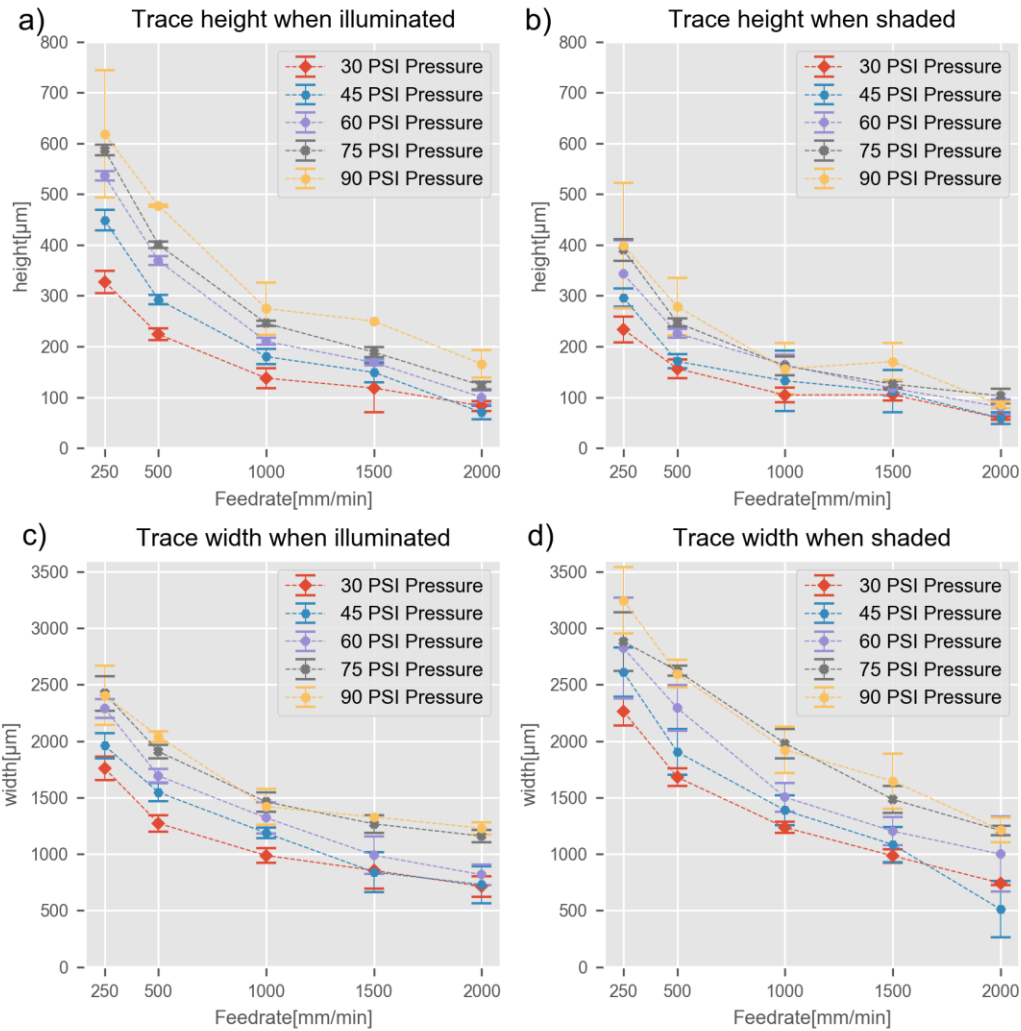 a)
Trace height when illuminated
800
700
600
500
400
300
200
100
0
height[µm]
30 PSI Pressure
45 PSI Pressure
60 PSI Pressure
75 PSI Pressure
90 PSI Pressure
250
500
1000
1500
2000
Feedrate[mm/min]
b)
Trace height when shaded
800
700
600
500
400
300
200
100
0
height[µm]
30 PSI Pressure
45 PSI Pressure
60 PSI Pressure
75 PSI Pressure
90 PSI Pressure
250
500
1000
1500
2000
Feedrate[mm/min]
c)
Trace width when illuminated
3500
3000
2500
2000
1500
1000
500
0
width[µm]
30 PSI Pressure
45 PSI Pressure
60 PSI Pressure
75 PSI Pressure
90 PSI Pressure
250
500
1000
1500
2000
Feedrate[mm/min]
d)
Trace width when shaded
3500
3000
2500
2000
1500
1000
500
0
width[µm]
30 PSI Pressure
45 PSI Pressure
60 PSI Pressure
75 PSI Pressure
90 PSI Pressure
250
500
1000
1500
2000
Feedrate[mm/min]